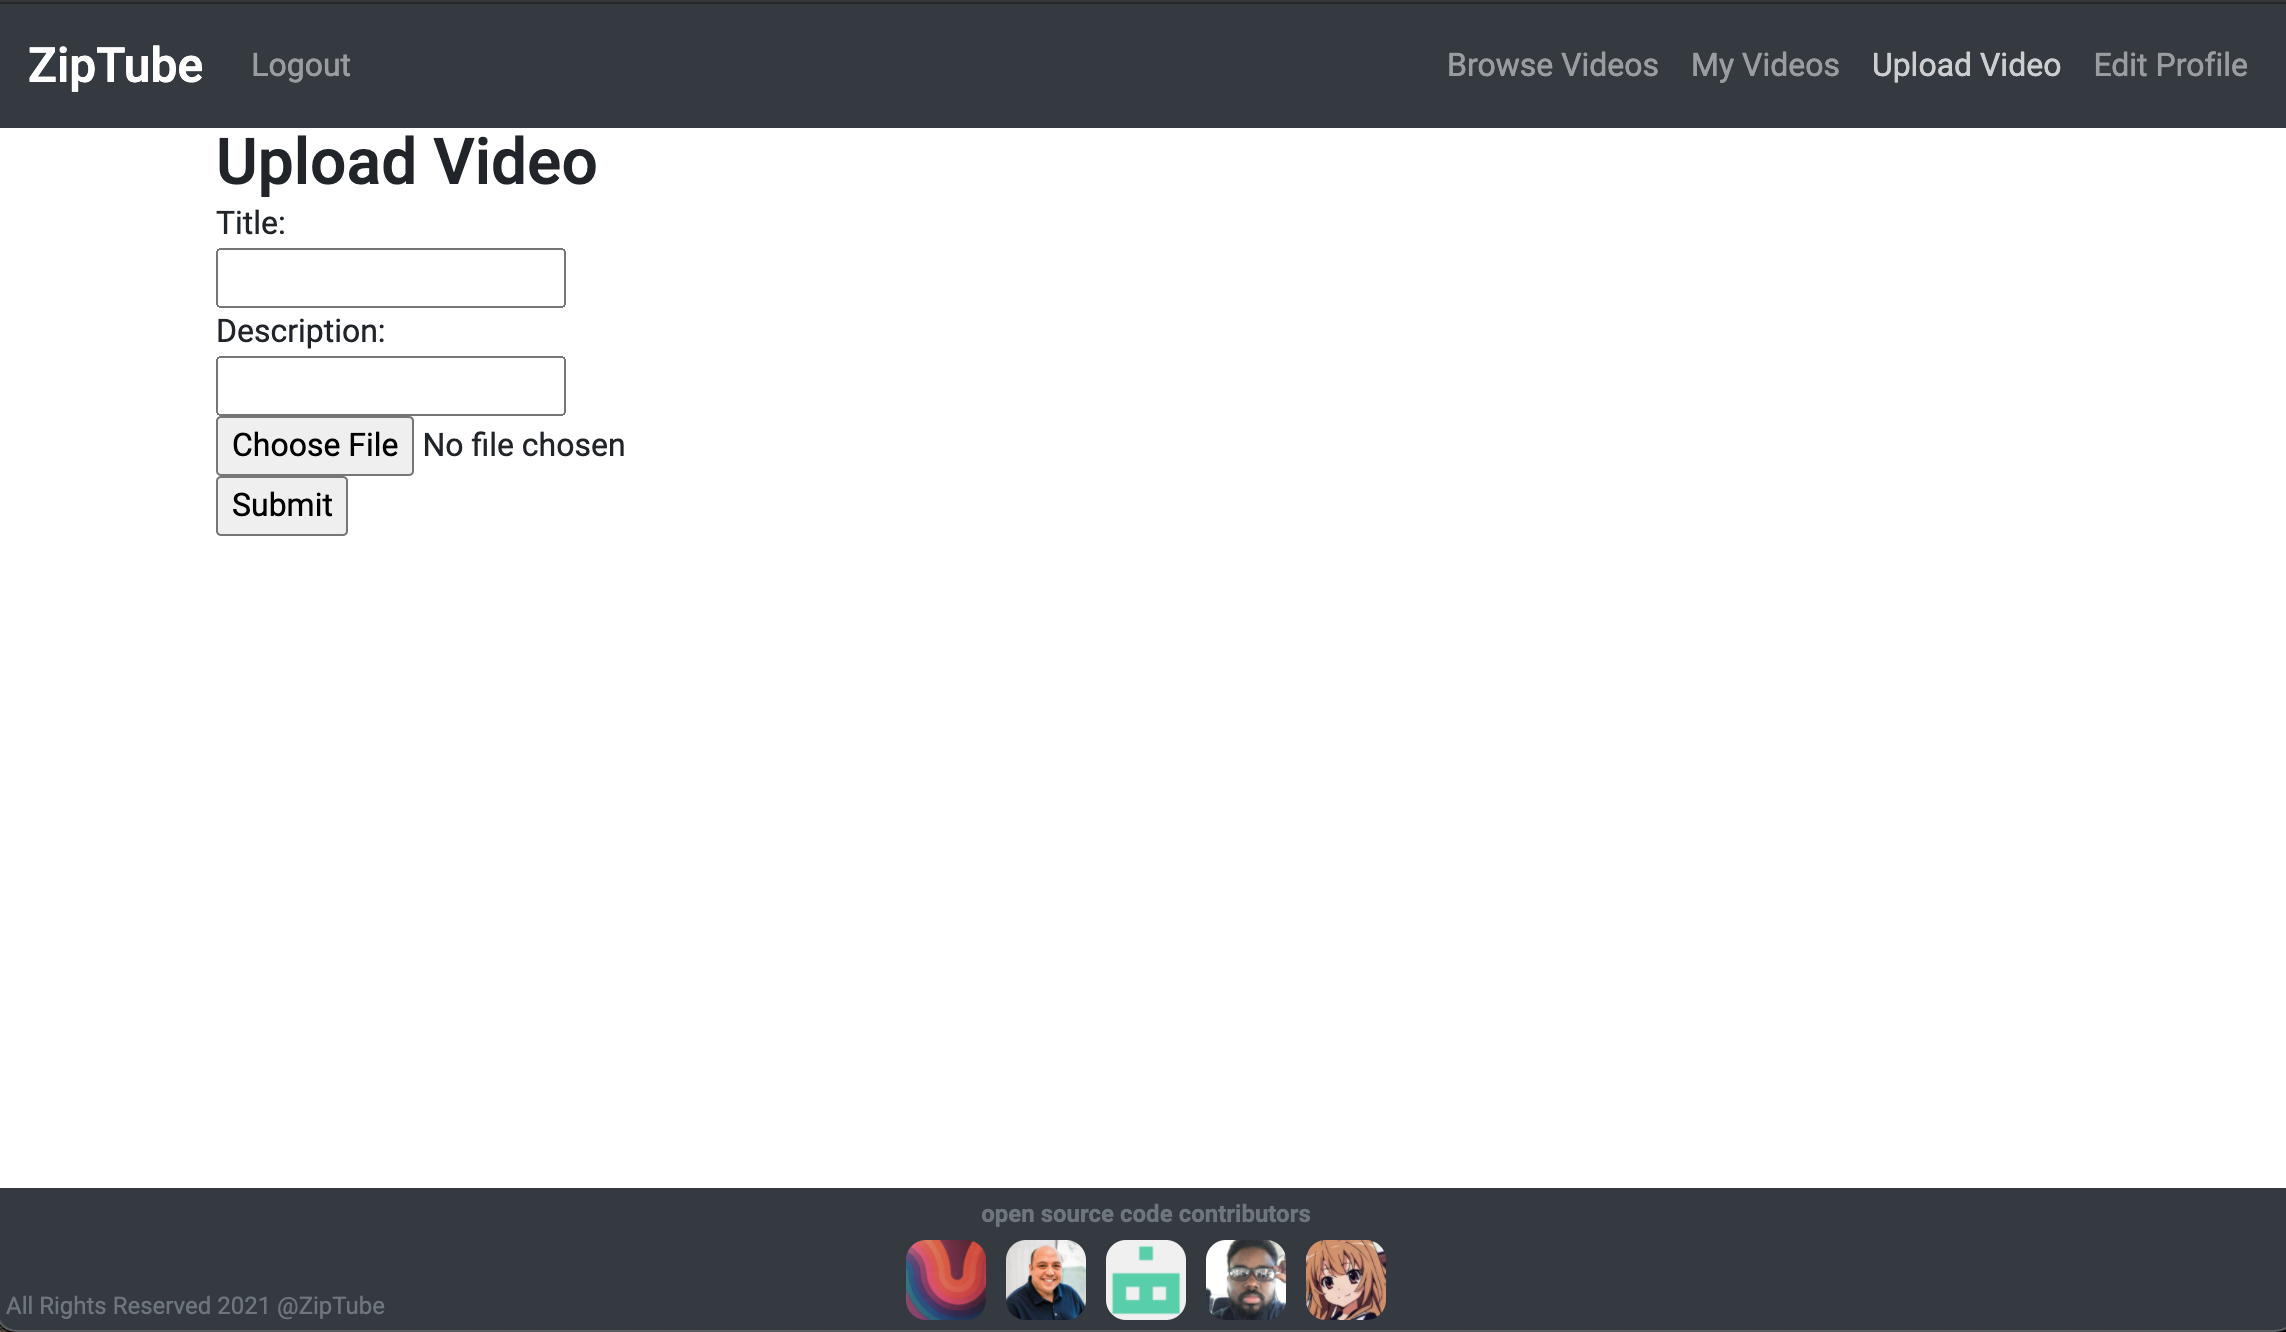 ZipTube Logout Browse Videos My Videos Upload Video Edit Profile
Upload Video
Title:
Description:
Choose File No file chosen
Submit
open source code contributors
All Rights Reserved 2021 @ZipTube